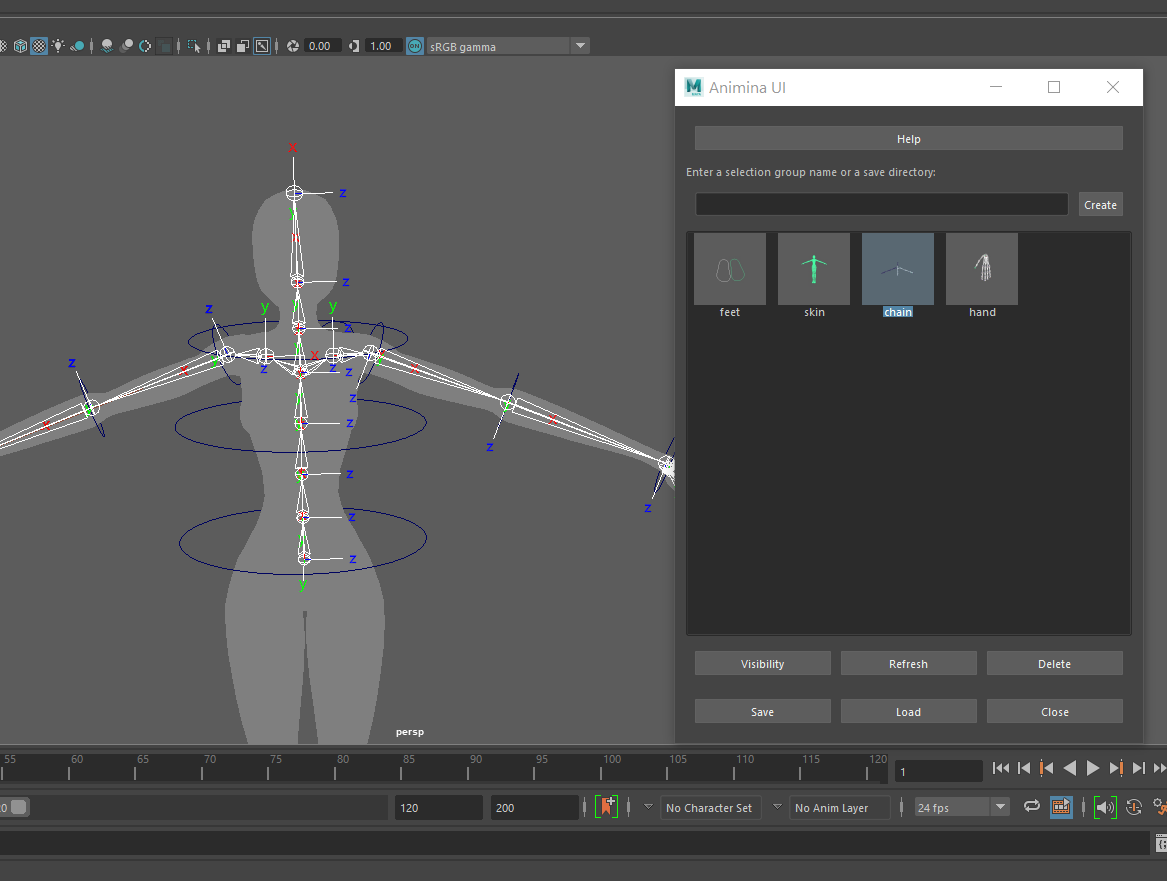 0.00 1.00 ON sRGB gamma
M Animina UI
Help
Enter a selection group name or a save directory:
Create
feet skin chain hand
x
z
y
x
z
y
z y y z
x
z x z z z
z
x x z
y
z
x x
z
z
z
z
z
z
y
Visibility Refresh Delete
Save Load Close
persp
55 60 65 70 75 80 85 90 95 100 105 110 115 120
1
120 200 No Character Set No Anim Layer 24 fps